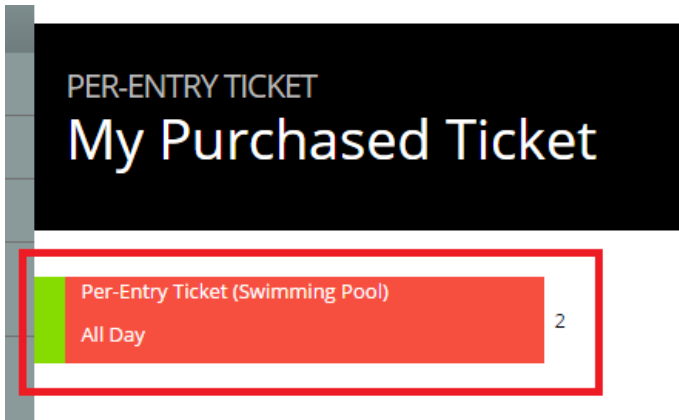 PER-ENTRY TICKET
My Purchased Ticket
Per-Entry Ticket (Swimming Pool)
2
All Day